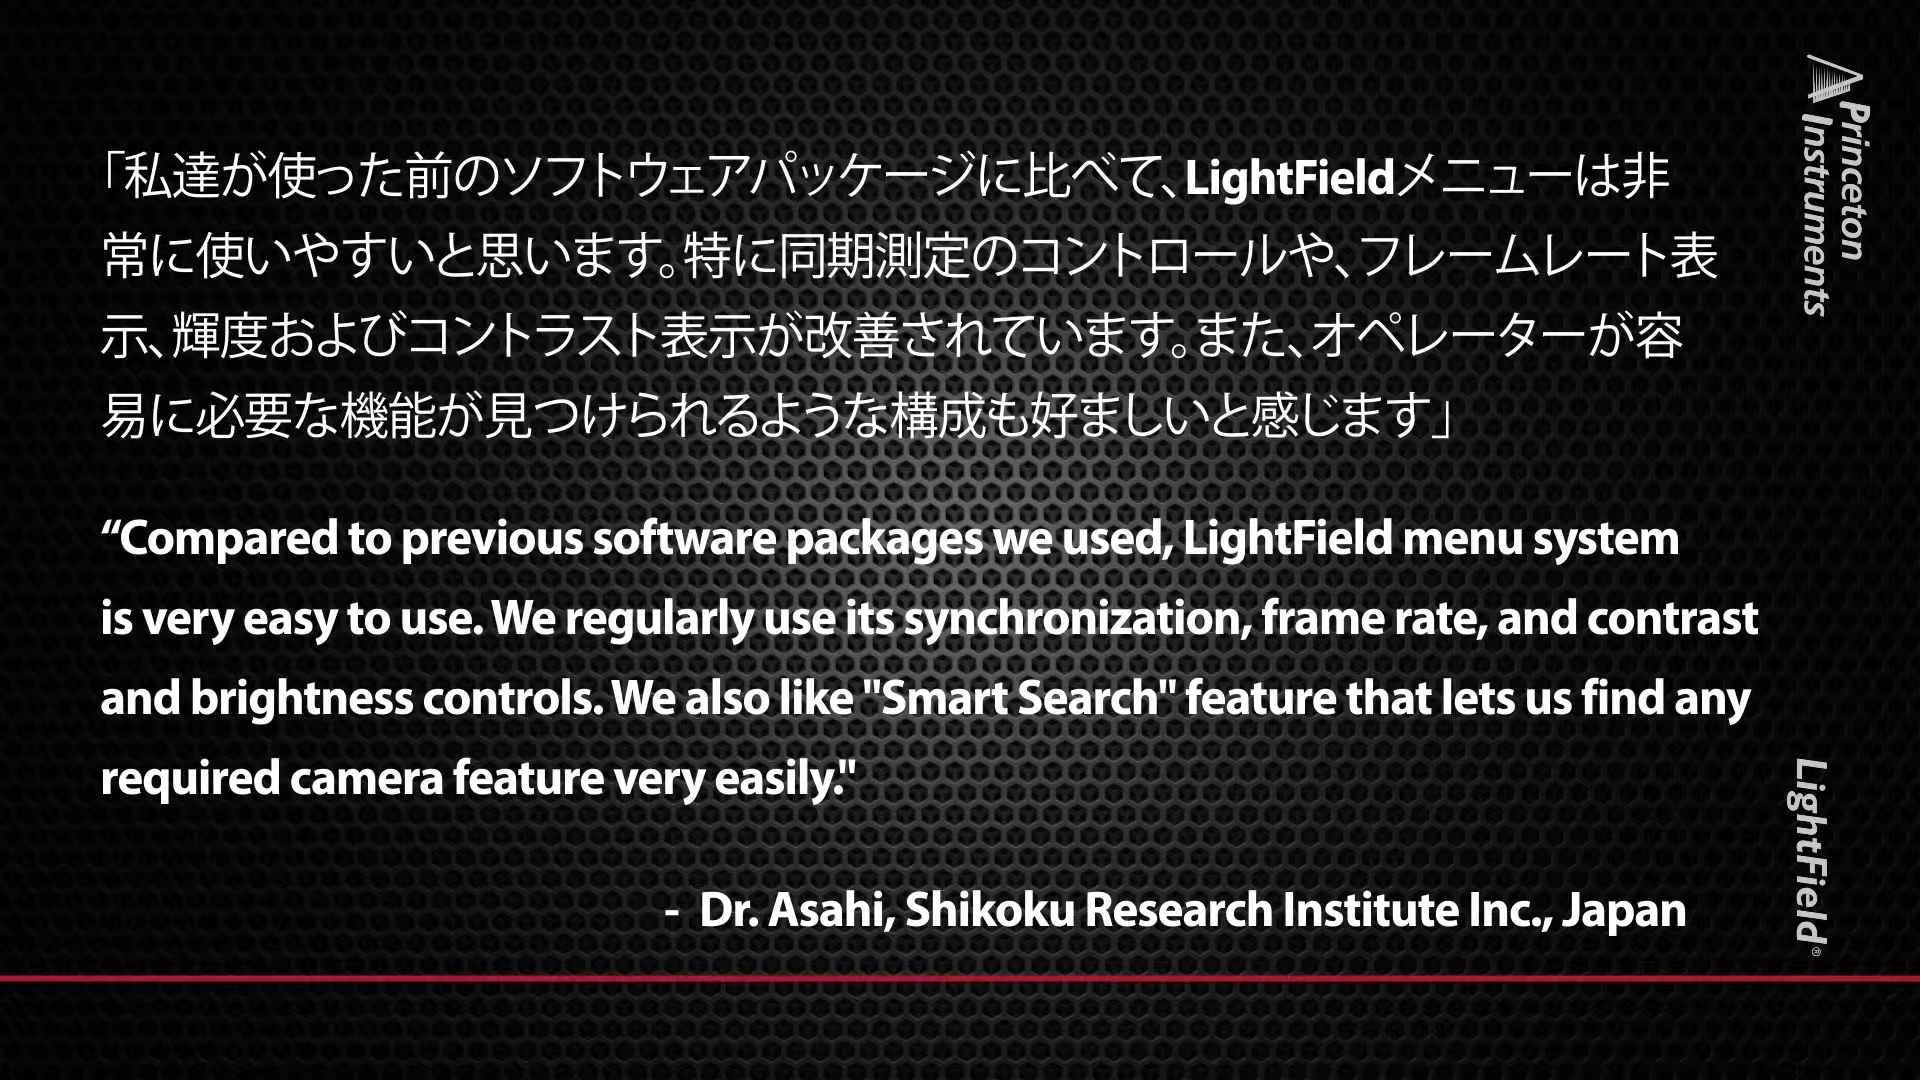 「私達が使った前のソフトウェアパッケージに比べて、LightFieldメニューは非
常に使いやすいと思います。特に同期測定のコントロールや、フレームレート表
示、輝度およびコントラスト表示が改善されています。また、オペレーターが容
易に必要な機能が見つけられるような構成も好ましいと感じます」
“Compared to previous software packages we used, LightField menu system
is very easy to use. We regularly use its synchronization, frame rate, and contrast
and brightness controls. We also like "Smart Search" feature that lets us find any
required camera feature very easily."
- Dr. Asahi, Shikoku Research Institute Inc., Japan
Princeton
Instruments
LightField®